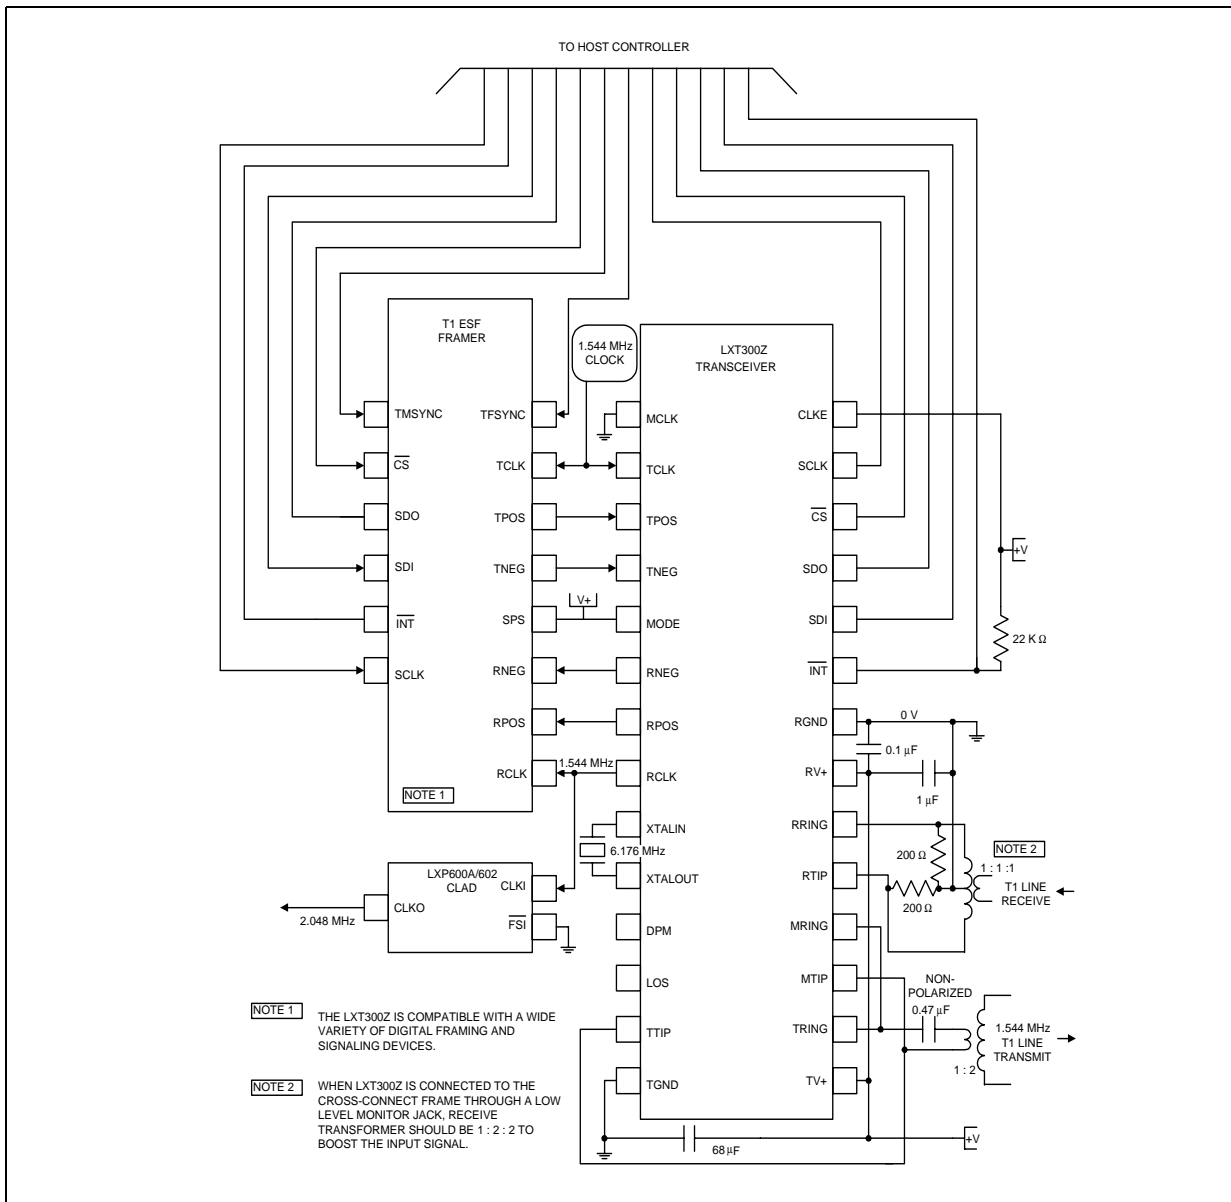 TO HOST CONTROLLER
T1 ESF
FRAMER
TMSYNC
CS
SDO
SDI
INT
SCLK
TFSYNC
TCLK
TPOS
TNEG
SPS
RNEG
RPOS
RCLK
NOTE 1
1.544 MHz
CLOCK
V+
1.544 MHz
LXT300Z
TRANSCEIVER
MCLK
TCLK
TPOS
TNEG
MODE
RNEG
RPOS
RCLK
XTALIN
XTALOUT
DPM
LOS
TTIP
TGND
CLKE
SCLK
CS
SDO
SDI
INT
RGND
RV+
RRING
RTIP
MRING
MTIP
TRING
TV+
6.176 MHz
LXP600A/602
CLAD
CLKI
CLKO
FSI
2.048 MHz
+V
22 K Ω
0 V
0.1 μF
1 μF
200 Ω
200 Ω
NOTE 2
1 : 1 :1
T1 LINE
RECEIVE
NON-
POLARIZED
0.47 μF
1.544 MHz
T1 LINE
TRANSMIT
1 : 2
68 μF
+V
NOTE 1
THE LXT300Z IS COMPATIBLE WITH A WIDE
VARIETY OF DIGITAL FRAMING AND
SIGNALING DEVICES.
NOTE 2
WHEN LXT300Z IS CONNECTED TO THE
CROSS-CONNECT FRAME THROUGH A LOW
LEVEL MONITOR JACK, RECEIVE
TRANSFORMER SHOULD BE 1 : 2 : 2 TO
BOOST THE INPUT SIGNAL.